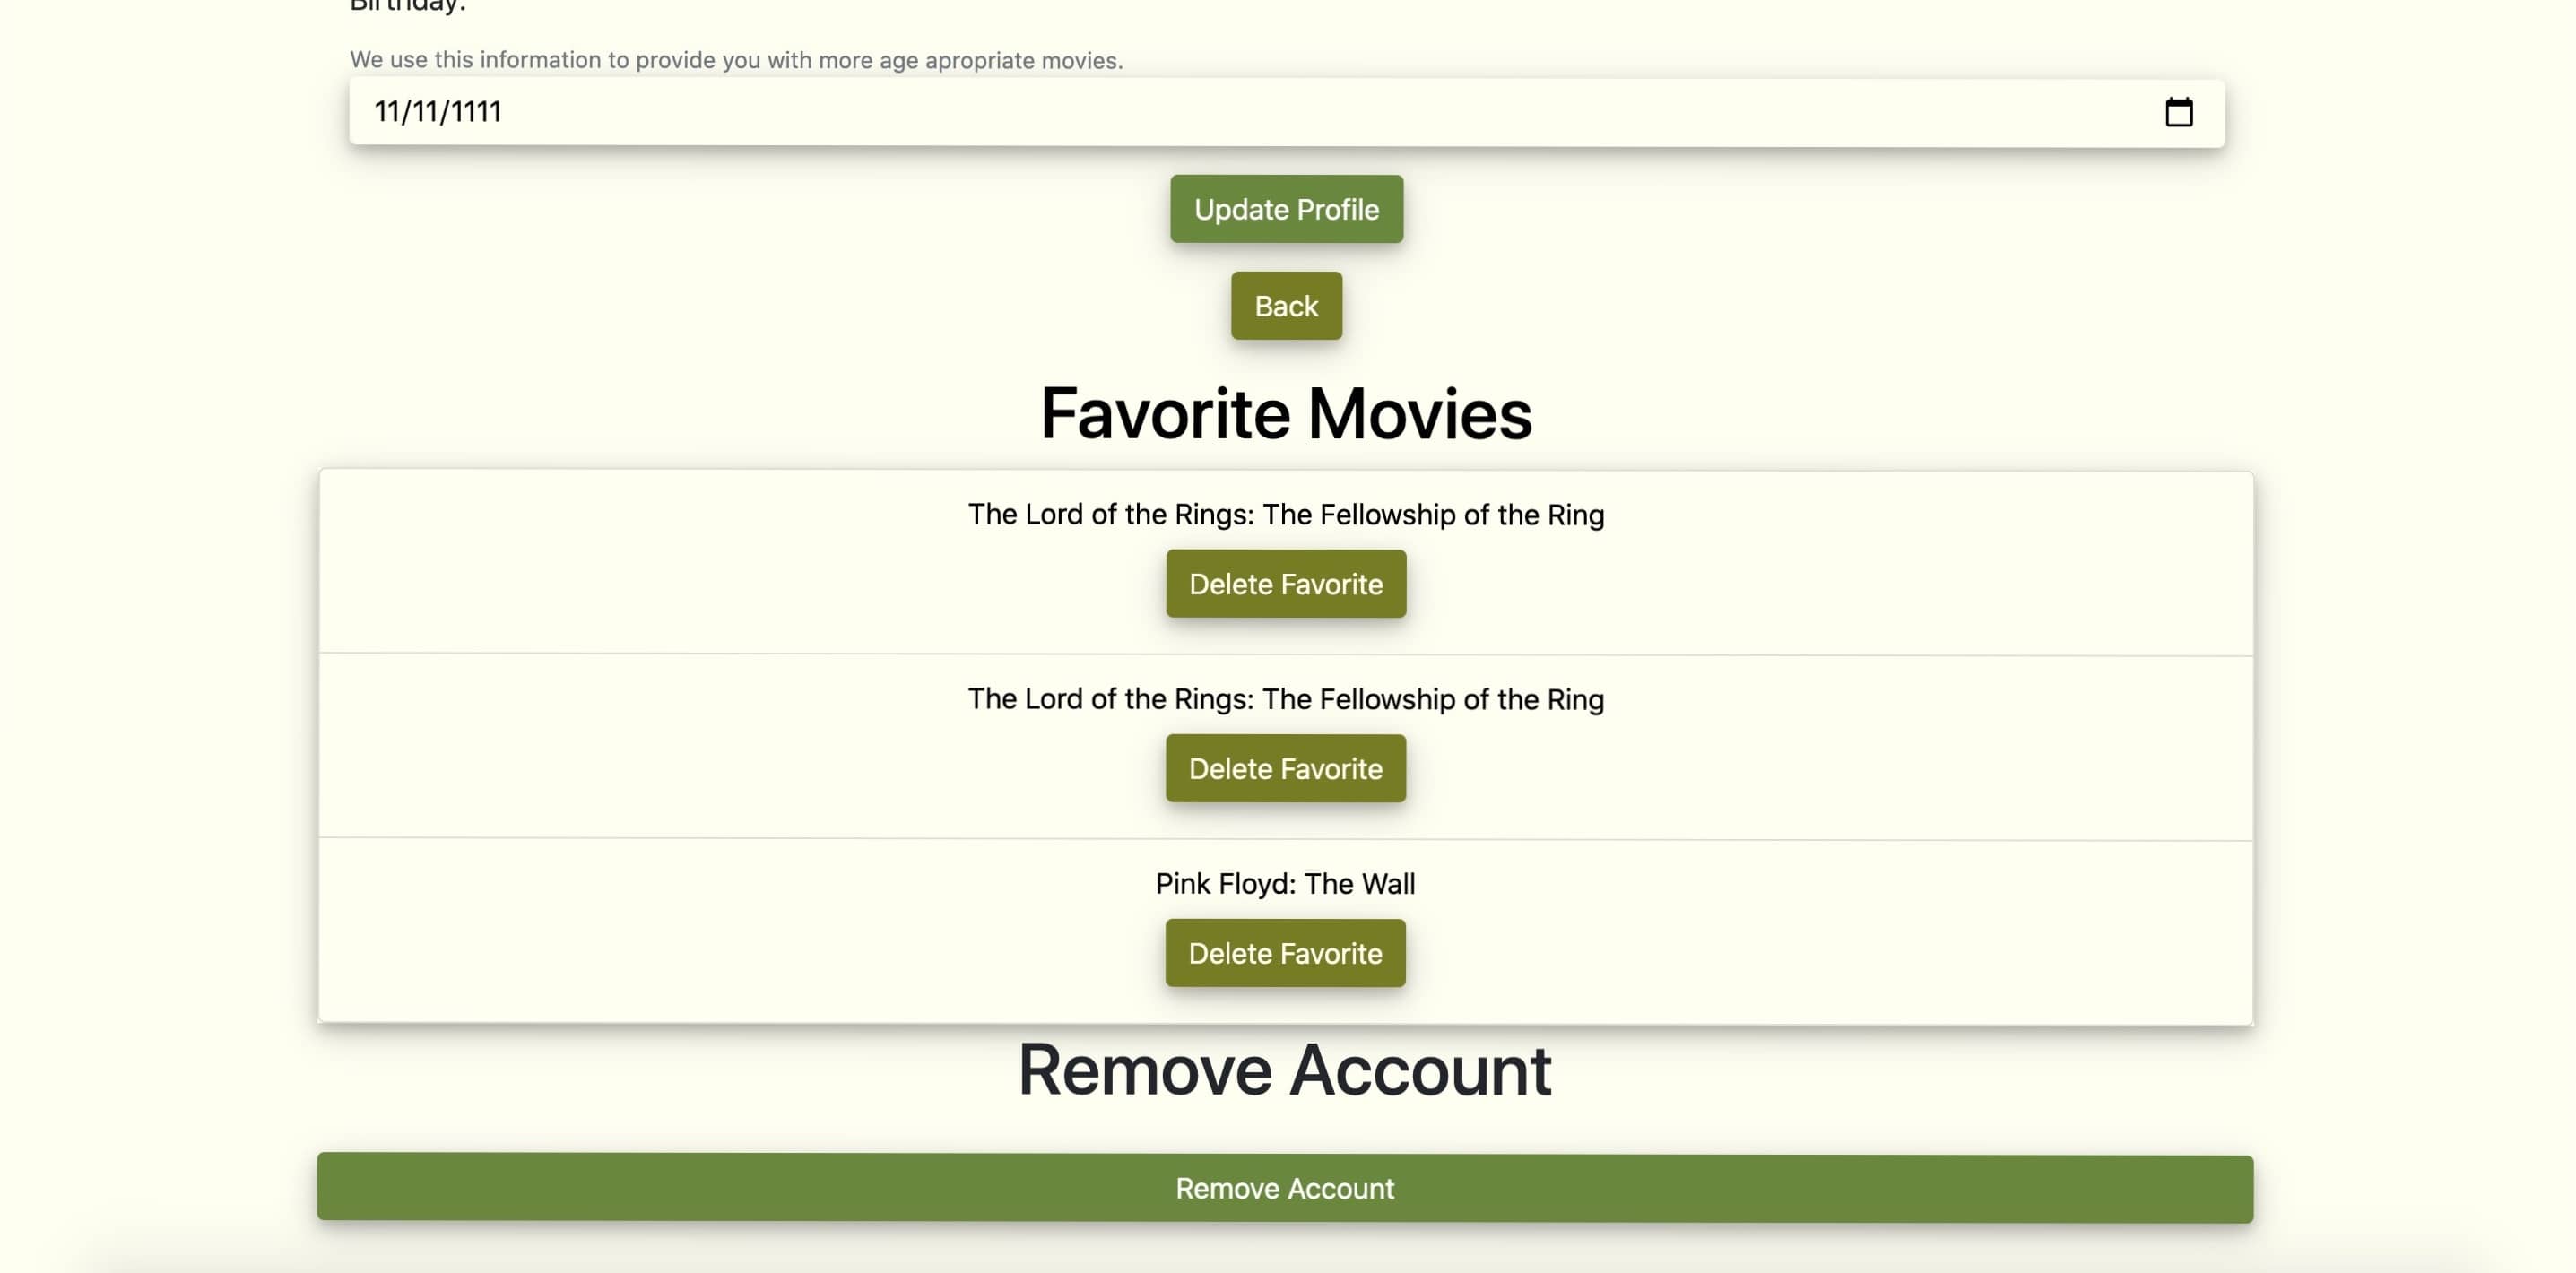 Birthday:
We use this information to provide you with more age apropriate movies.
11/11/1111
Update Profile
Back
Favorite Movies
The Lord of the Rings: The Fellowship of the Ring
Delete Favorite
The Lord of the Rings: The Fellowship of the Ring
Delete Favorite
Pink Floyd: The Wall
Delete Favorite
Remove Account
Remove Account